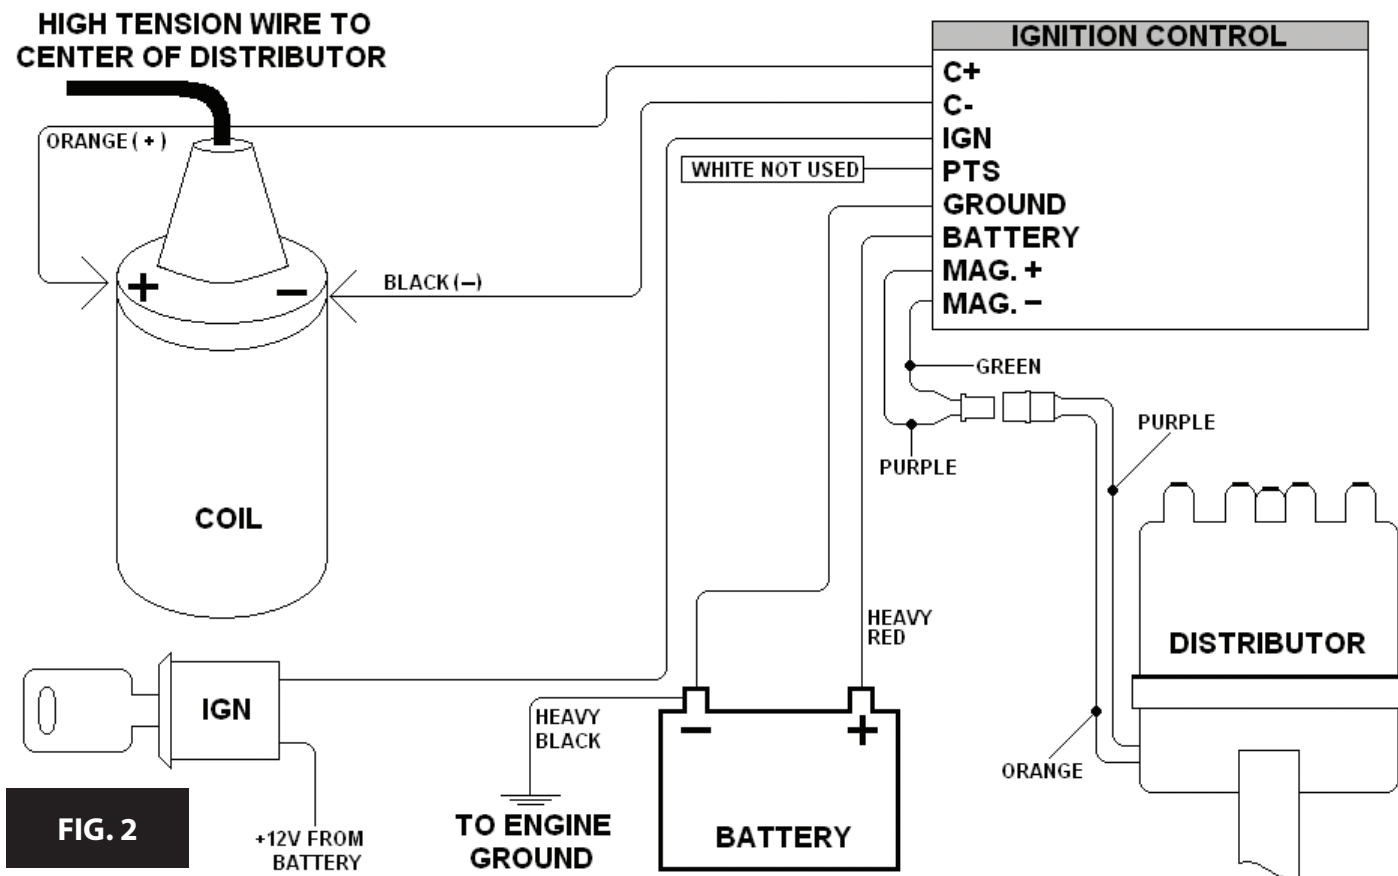 HIGH TENSION WIRE TO
CENTER OF DISTRIBUTOR
ORANGE ( + )
BLACK (–)
COIL
IGNITION CONTROL
C+
C-
IGN
PTS
GROUND
BATTERY
MAG. +
MAG. –
WHITE NOT USED
GREEN
PURPLE
PURPLE
ORANGE
DISTRIBUTOR
HEAVY
RED
HEAVY
BLACK
+
–
IGN
+12V FROM
BATTERY
TO ENGINE
GROUND
–
+
BATTERY
FIG. 2